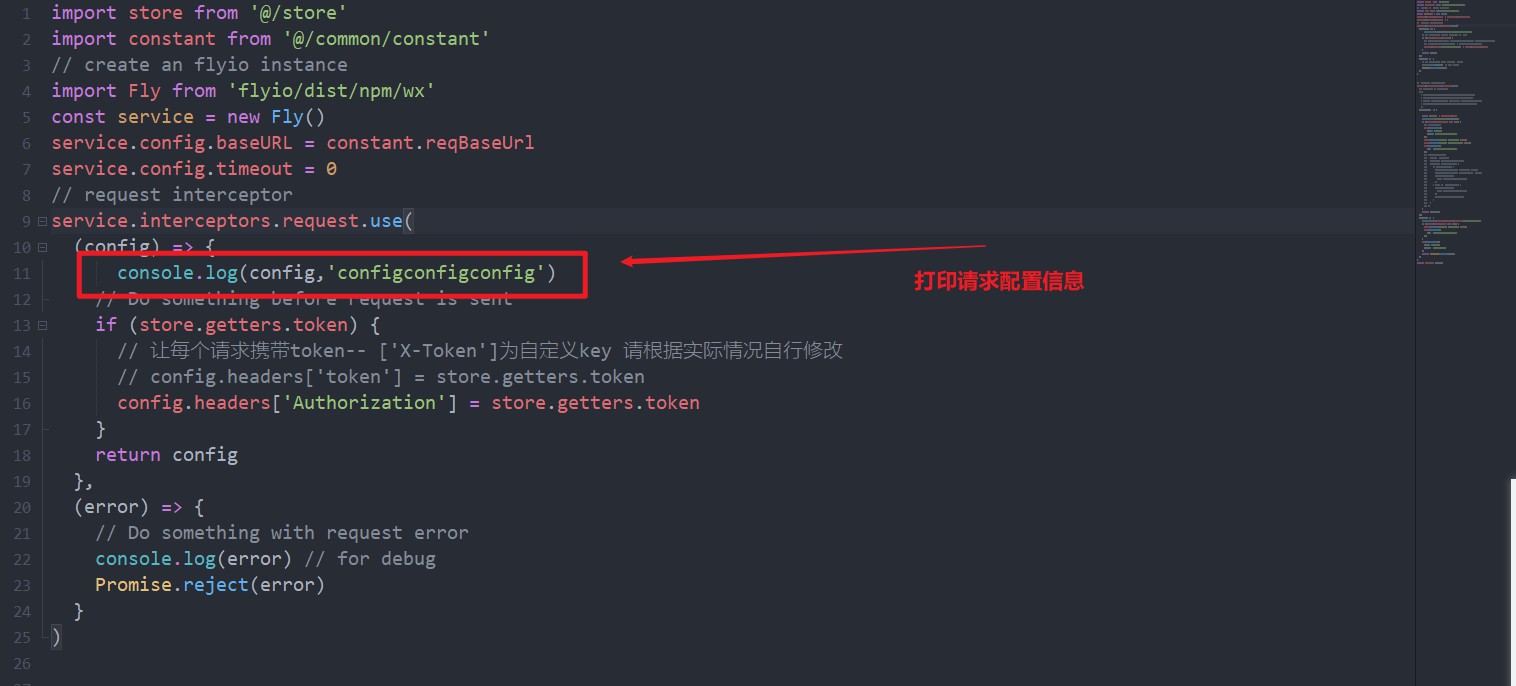 1 import store from '@/store'
2 import constant from '@/common/constant'
3 // create an flyio instance
4 import Fly from 'flyio/dist/npm/wx'
5 const service = new Fly()
6 service.config.baseURL = constant.reqBaseUrl
7 service.config.timeout = 0
8 // request interceptor
9 service.interceptors.request.use(
10 (config) => {
11 console.log(config,'configconfigconfig')
打印请求配置信息
12 // Do something before request is sent
13 if (store.getters.token) {
14 // 让每个请求携带token-- ['X-Token']为自定义key 请根据实际情况自行修改
15 // config.headers['token'] = store.getters.token
16 config.headers['Authorization'] = store.getters.token
17 }
18 return config
19 },
20 (error) => {
21 // Do something with request error
22 console.log(error) // for debug
23 Promise.reject(error)
24 }
25 )
26